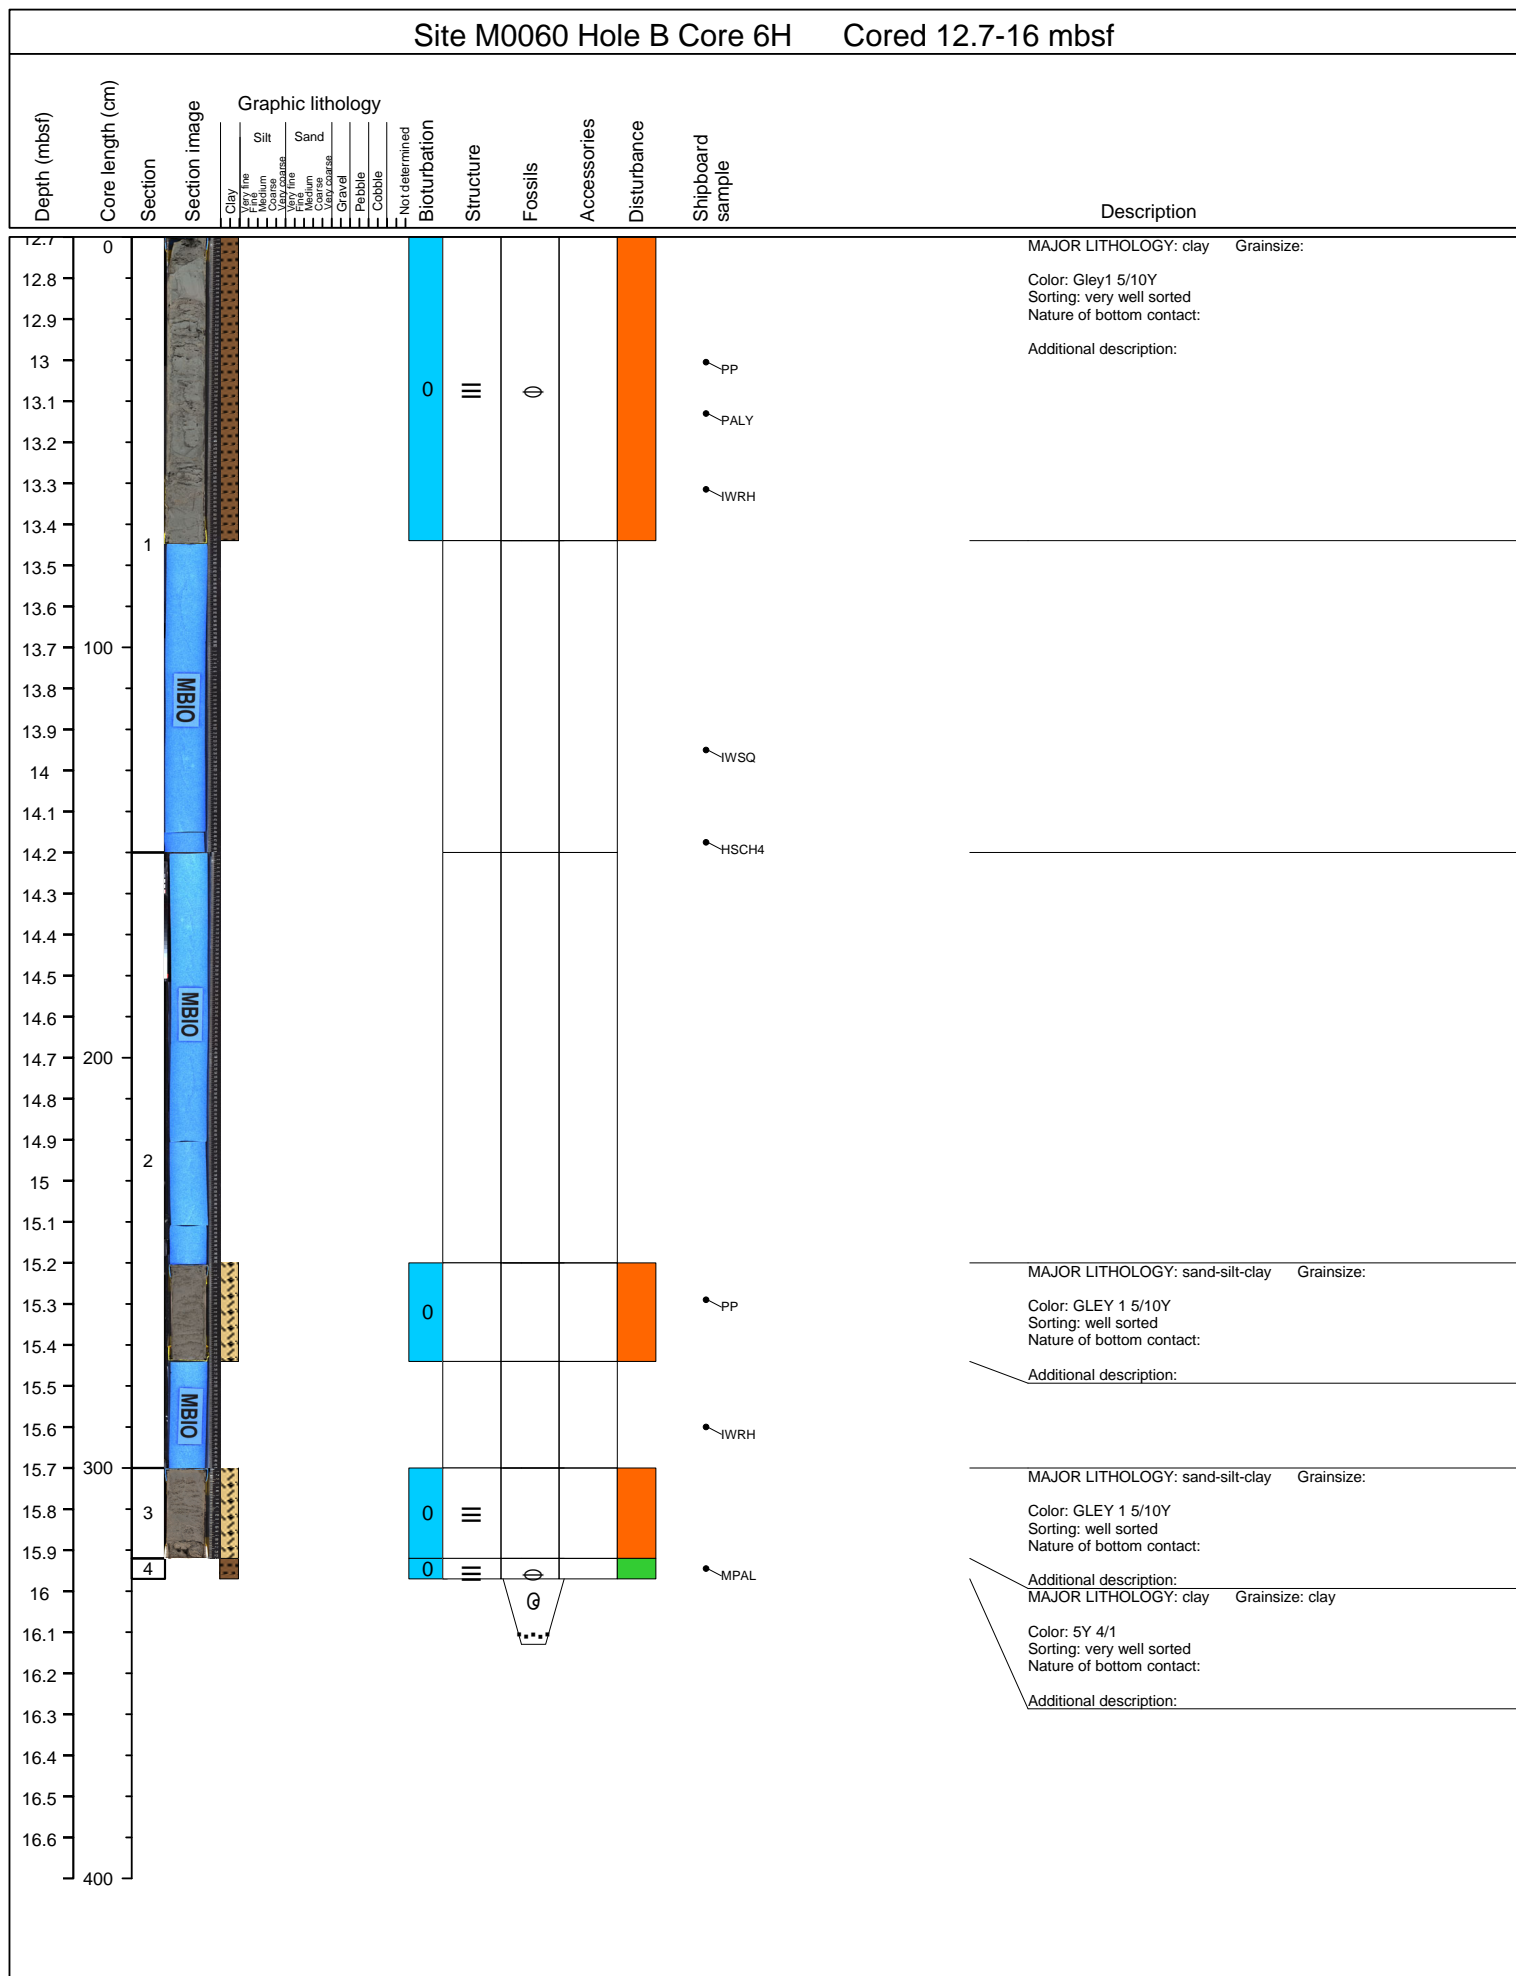 Site M0060 Hole B Core 6H Cored 12.7-16 mbsf
Depth (mbsf)
Core length (cm)
Section
Section image
Graphic lithology
Clay
Silt
Very fine
Fine
Medium
Coarse
Very coarse
Sand
Very fine
Fine
Medium
Coarse
Very coarse
Gravel
Pebble
Cobble
Not determined
Bioturbation
Structure
Fossils
Accessories
Disturbance
Shipboard
sample
Description
12.7
12.8
12.9
13
13.1
13.2
13.3
13.4
13.5
13.6
13.7
13.8
13.9
14
14.1
14.2
14.3
14.4
14.5
14.6
14.7
14.8
14.9
15
15.1
15.2
15.3
15.4
15.5
15.6
15.7
15.8
15.9
16
16.1
16.2
16.3
16.4
16.5
16.6
0
100
200
300
400
1
2
3
4
MBIO
MBIO
MBIO
0
0
0
0
PP
PALY
IWRH
IWSQ
HSCH4
PP
IWRH
MPAL
MAJOR LITHOLOGY: clay Grainsize:
Color: Gley1 5/10Y
Sorting: very well sorted
Nature of bottom contact:
Additional description:
MAJOR LITHOLOGY: sand-silt-clay Grainsize:
Color: GLEY 1 5/10Y
Sorting: well sorted
Nature of bottom contact:
Additional description:
MAJOR LITHOLOGY: sand-silt-clay Grainsize:
Color: GLEY 1 5/10Y
Sorting: well sorted
Nature of bottom contact:
Additional description:
MAJOR LITHOLOGY: clay Grainsize: clay
Color: 5Y 4/1
Sorting: very well sorted
Nature of bottom contact:
Additional description: